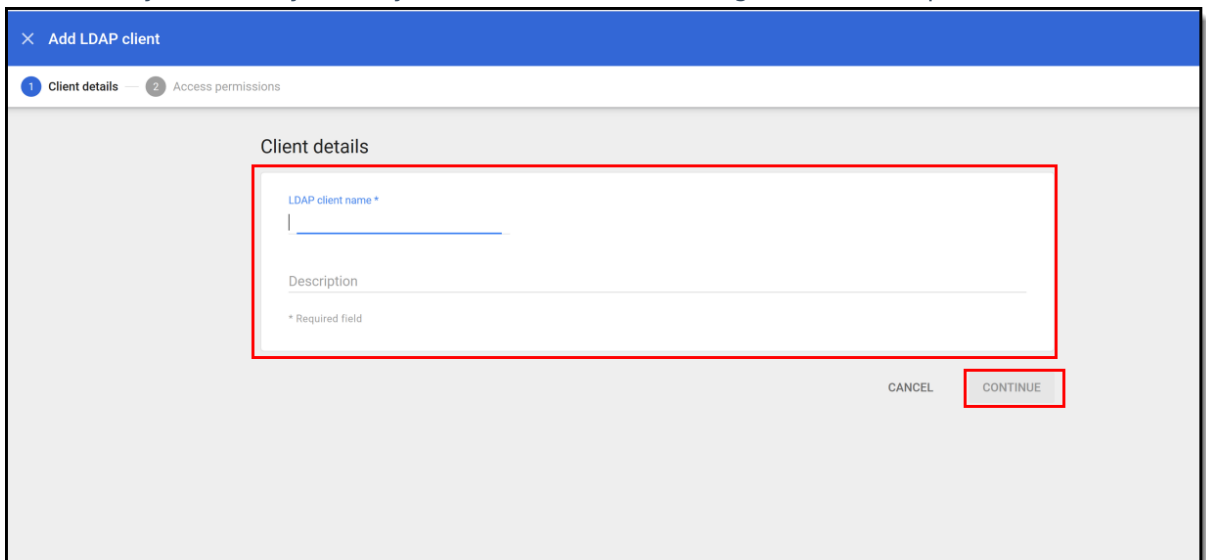 Add LDAP client
1 Client details — 2 Access permissions
Client details
LDAP client name *
Description
* Required field
CANCEL CONTINUE